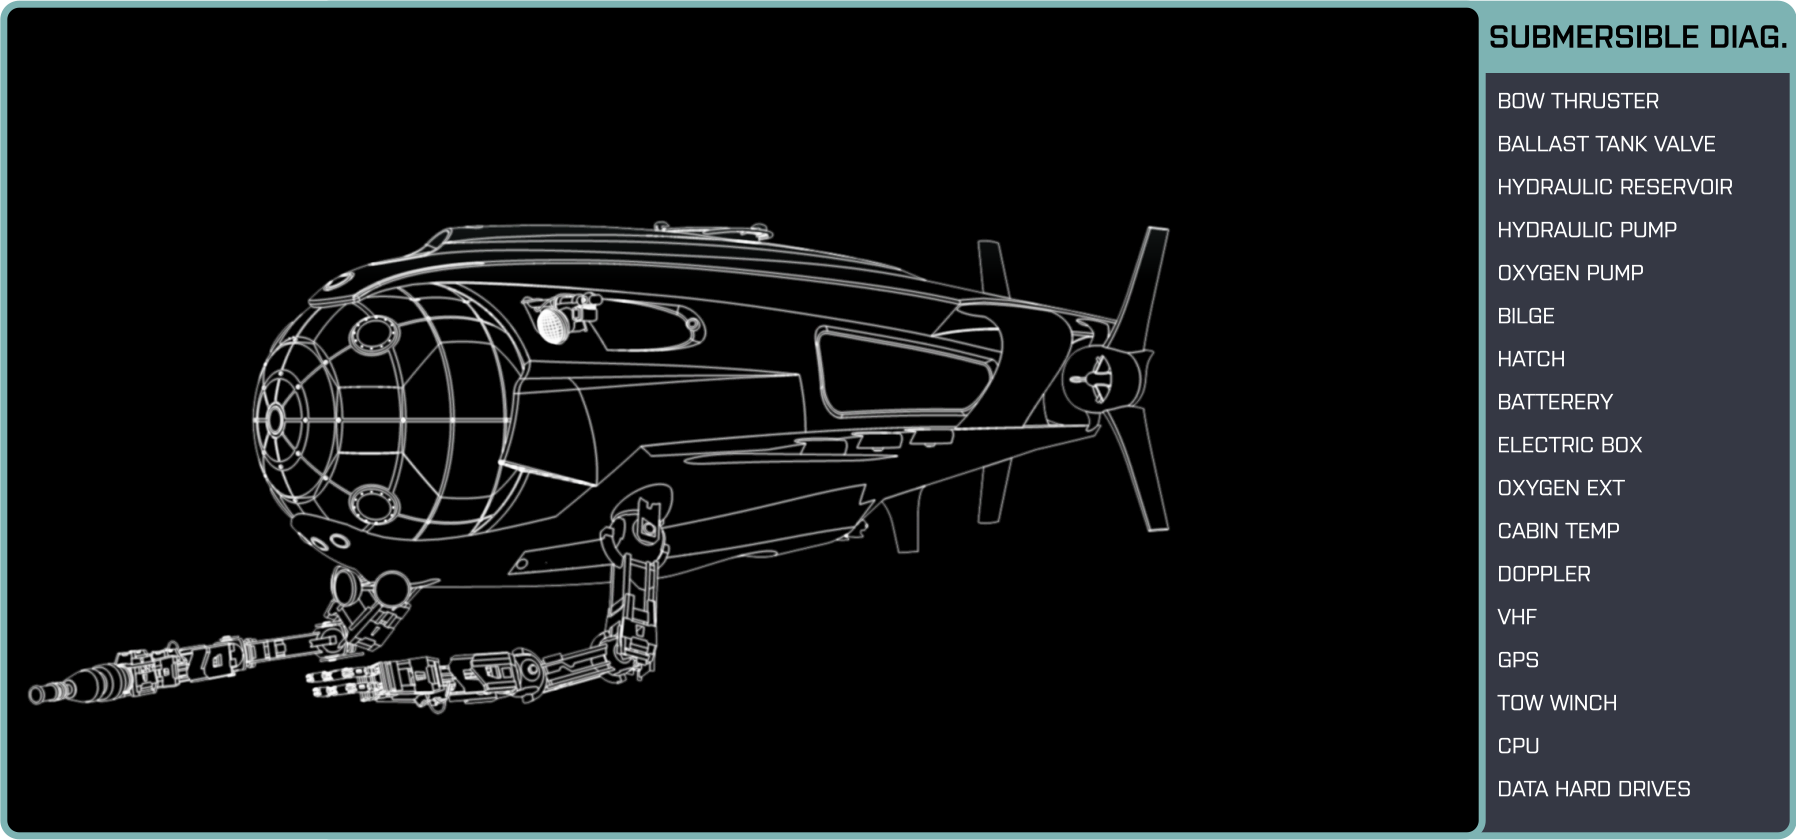 SUBMERSIBLE DIAG.
BOW THRUSTER
BALLAST TANK VALVE
HYDRAULIC RESERVOIR
HYDRAULIC PUMP
OXYGEN PUMP
BILGE
HATCH
BATTERERY
ELECTRIC BOX
OXYGEN EXT
CABIN TEMP
DOPPLER
VHF
GPS
TOW WINCH
CPU
DATA HARD DRIVES